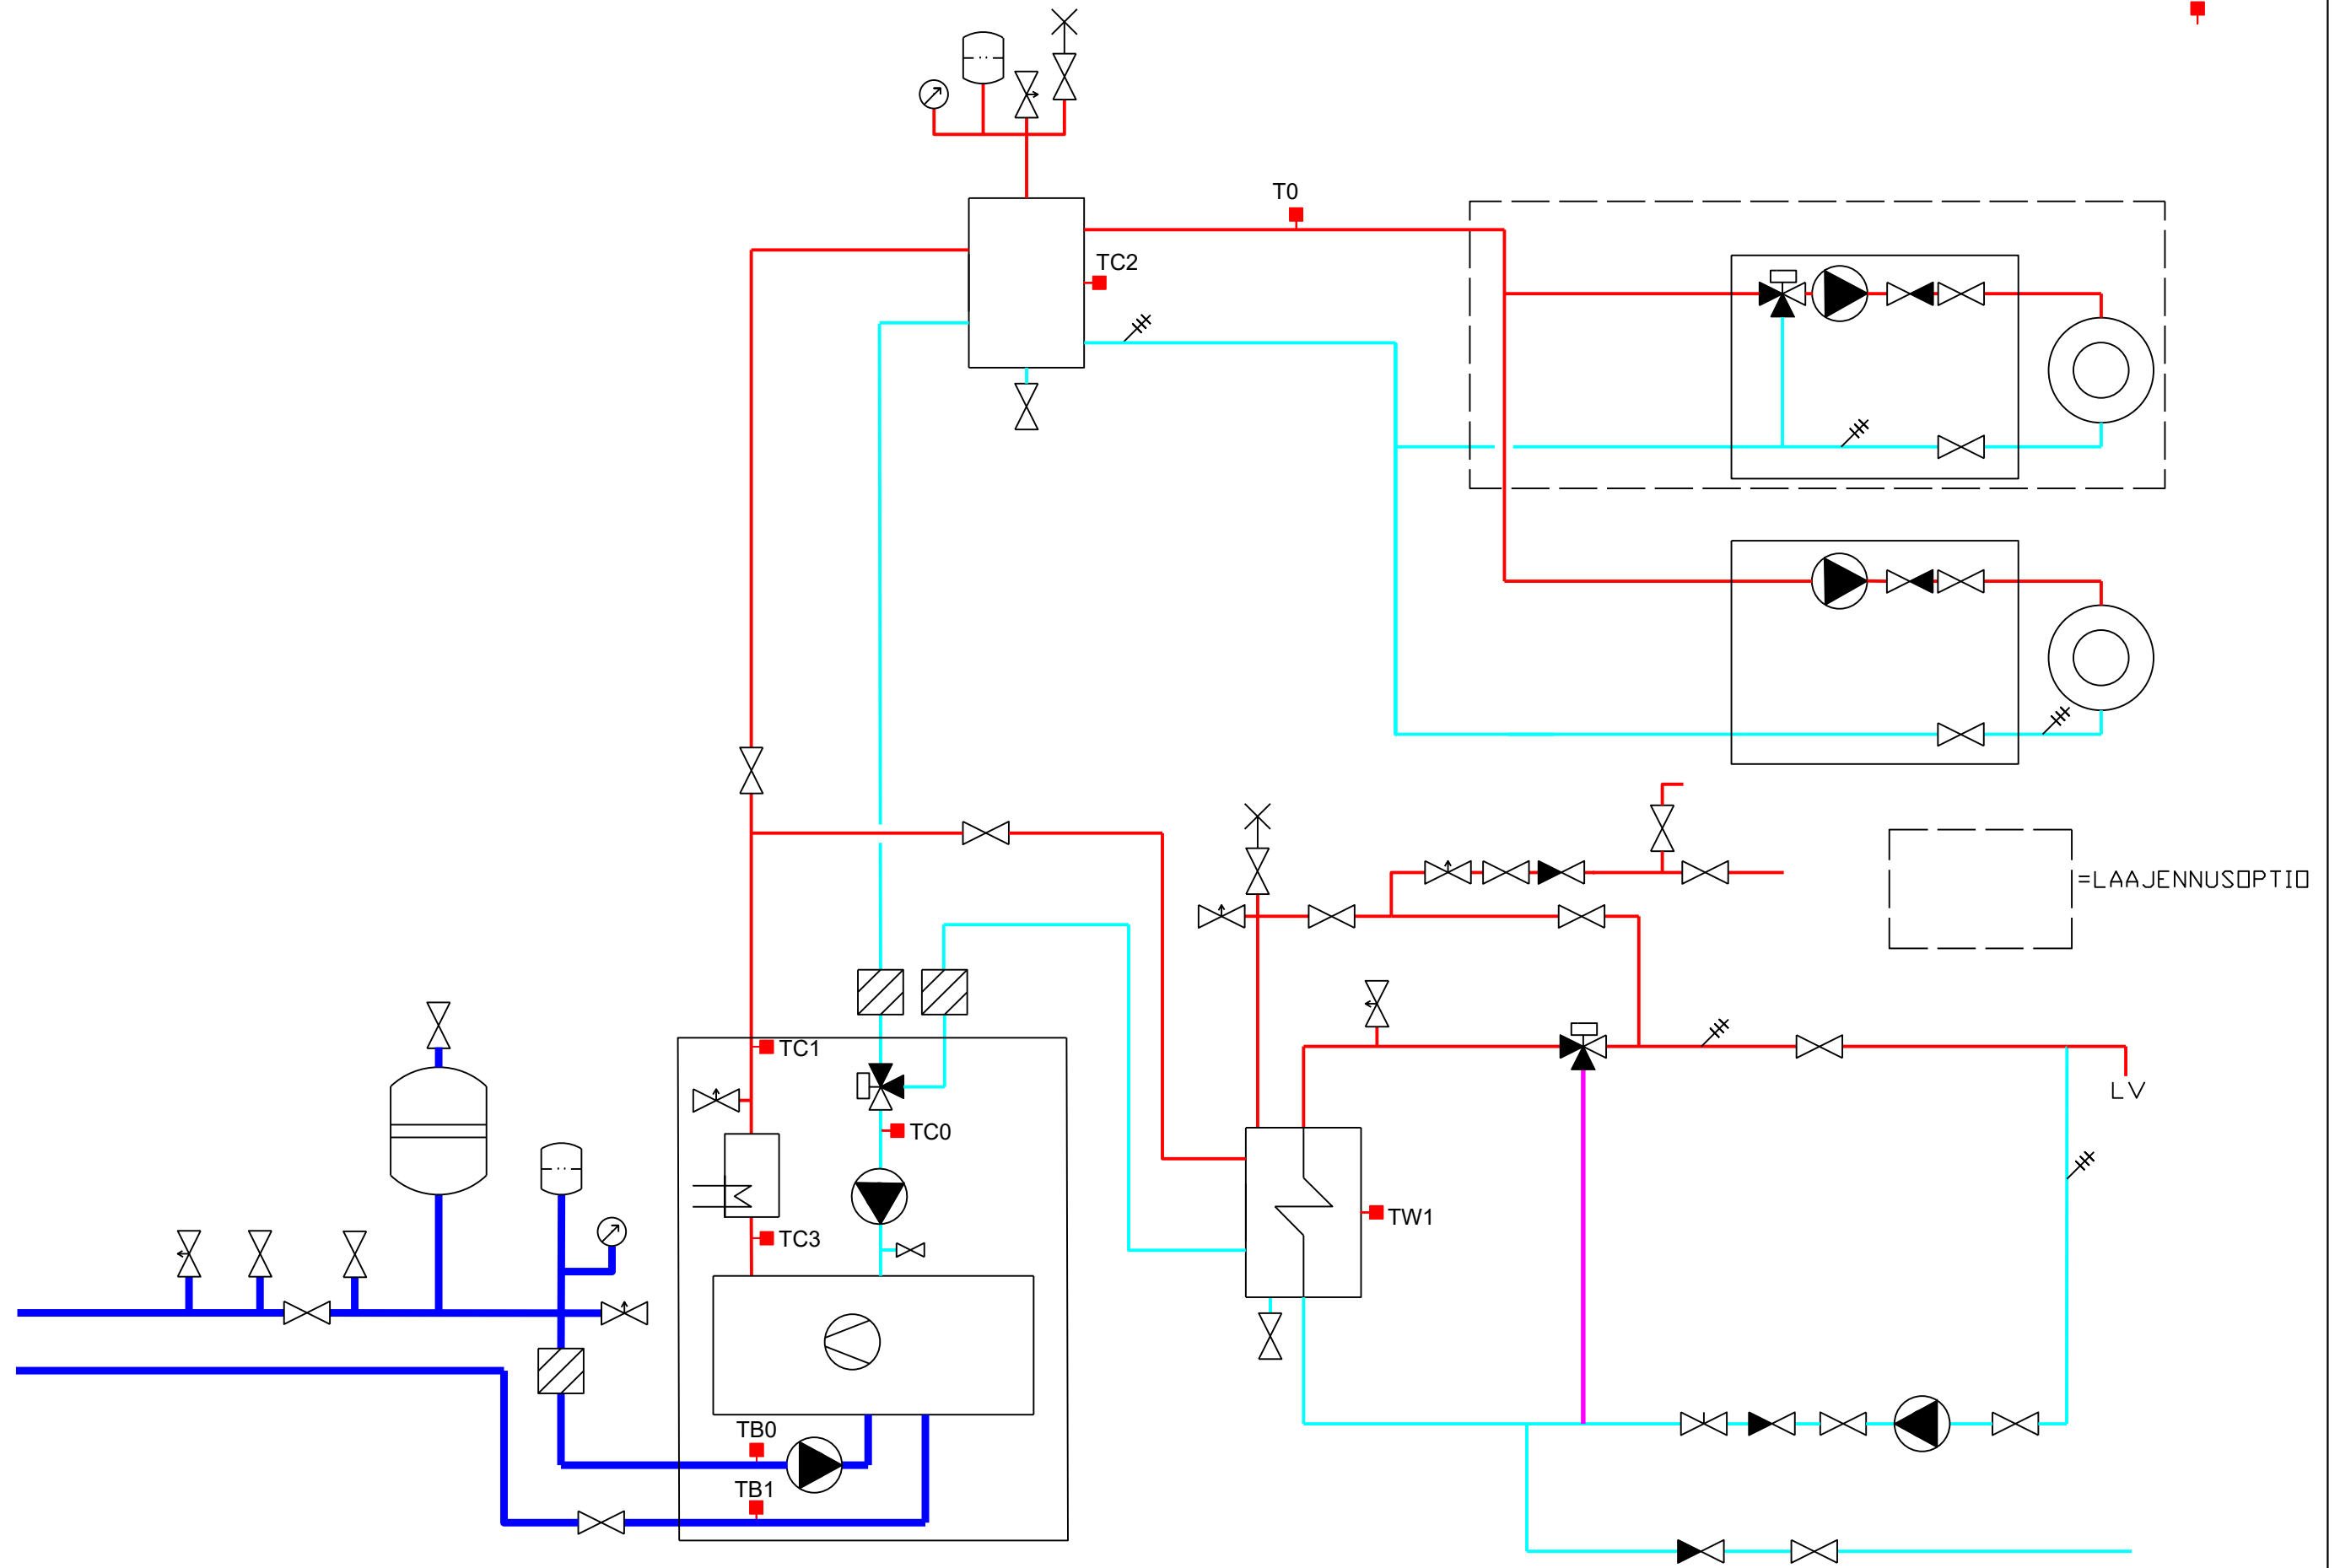 T0
TC2
=LAAJENNUSOPTIO
TC1
LV
TC0
TW1
TC3
TB0
TB1